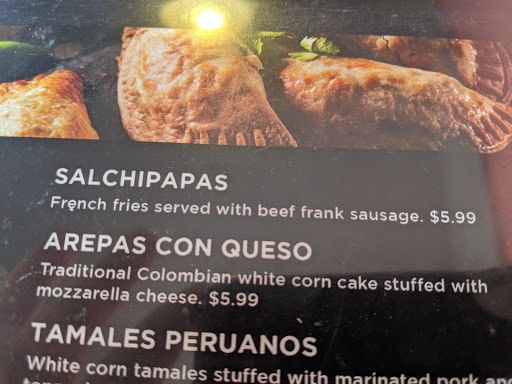 SALCHIPAPAS
French fries served with beef frank sausage. $5.99
AREPAS CON QUESO
Traditional Colombian white corn cake stuffed with
mozzarella cheese. $5.99
TAMALES PERUANOS
White corn tamales stuffed with marinated pork and